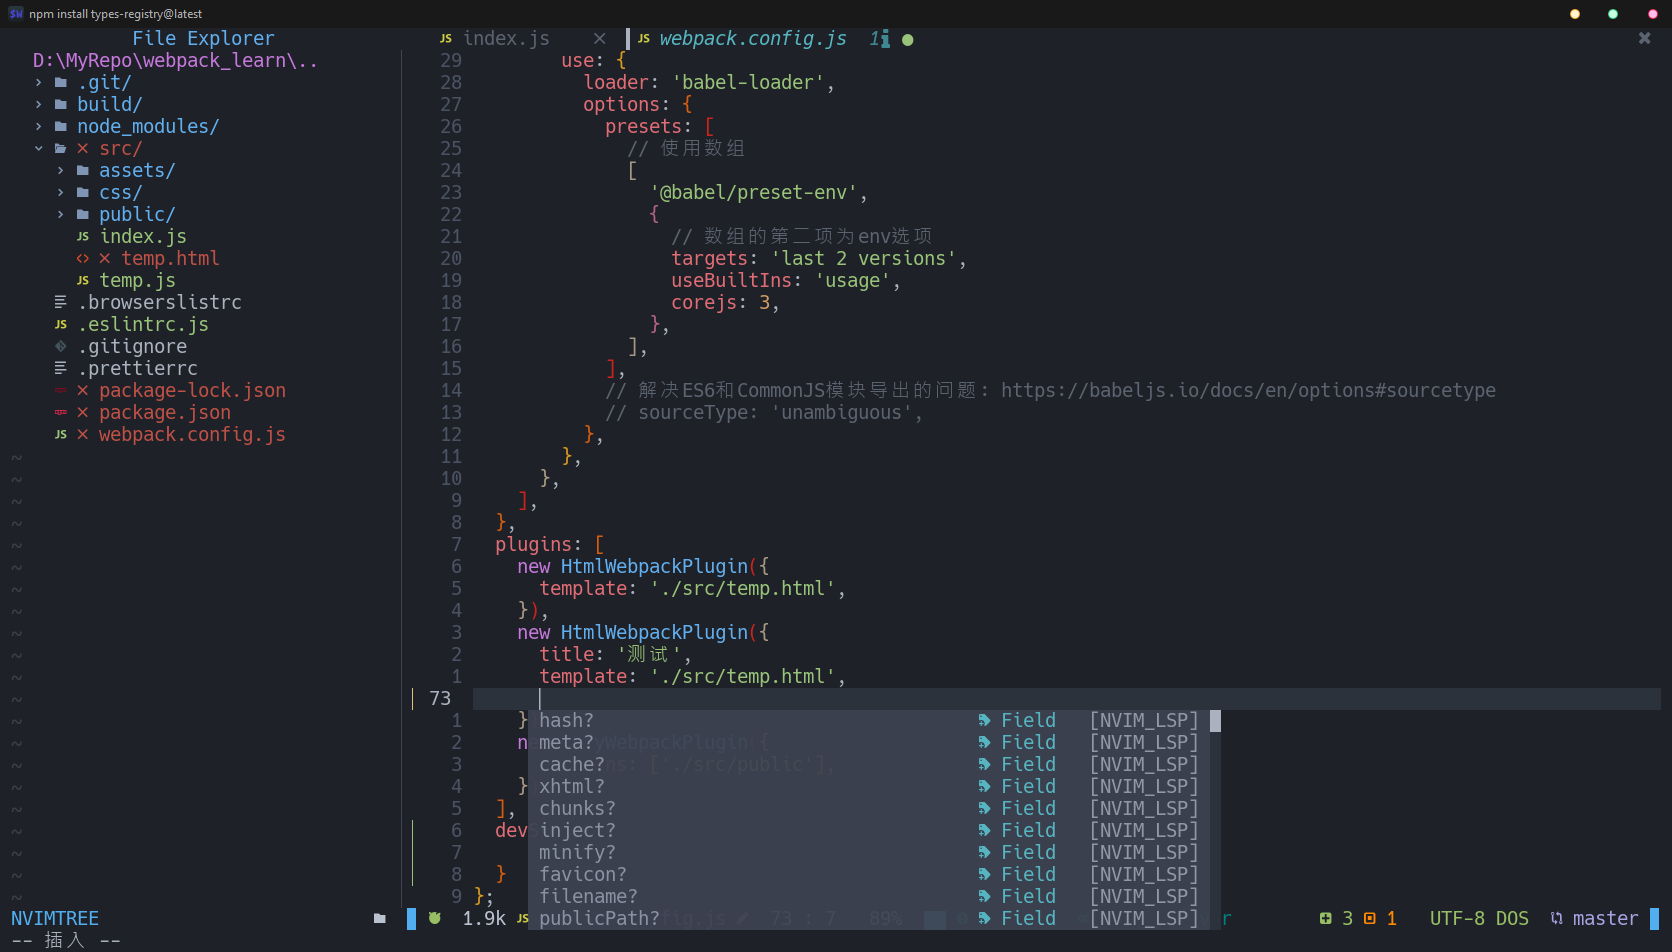 npm install types-registry@latest
File Explorer
D:\MyRepo\webpack_learn\..
.git/
build/
node_modules/
src/
assets/
css/
public/
index.js
temp.html
temp.js
.browserslistrc
.eslintrc.js
.gitignore
.prettierrc
package-lock.json
package.json
webpack.config.js
NVIMTREE
-- 插入 --
JS index.js JS webpack.config.js 1
29 use: {
28 loader: 'babel-loader',
27 options: {
26 presets: [
25 // 使用数组
24 [
23 '@babel/preset-env',
22 {
21 // 数组的第二项为env选项
20 targets: 'last 2 versions',
19 useBuiltIns: 'usage',
18 corejs: 3,
17 },
16 ],
15 ],
14 // 解决ES6和CommonJS模块导出的问题: https://babeljs.io/docs/en/options#sourcetype
13 // sourceType: 'unambiguous',
12 },
11 },
10 },
9 ],
8 },
7 plugins: [
6 new HtmlWebpackPlugin({
5 template: './src/temp.html',
4 }),
3 new HtmlWebpackPlugin({
2 title: '测试',
1 template: './src/temp.html',
73
1 } hash? Field [NVIM_LSP]
2 meta? Field [NVIM_LSP]
3 cache? Field [NVIM_LSP]
4 } xhtml? Field [NVIM_LSP]
5 ], chunks? Field [NVIM_LSP]
6 dev inject? Field [NVIM_LSP]
7 minify? Field [NVIM_LSP]
8 } favicon? Field [NVIM_LSP]
9 }; filename? Field [NVIM_LSP]
1.9k JS publicPath? Field [NVIM_LSP] 3 1 UTF-8 DOS master